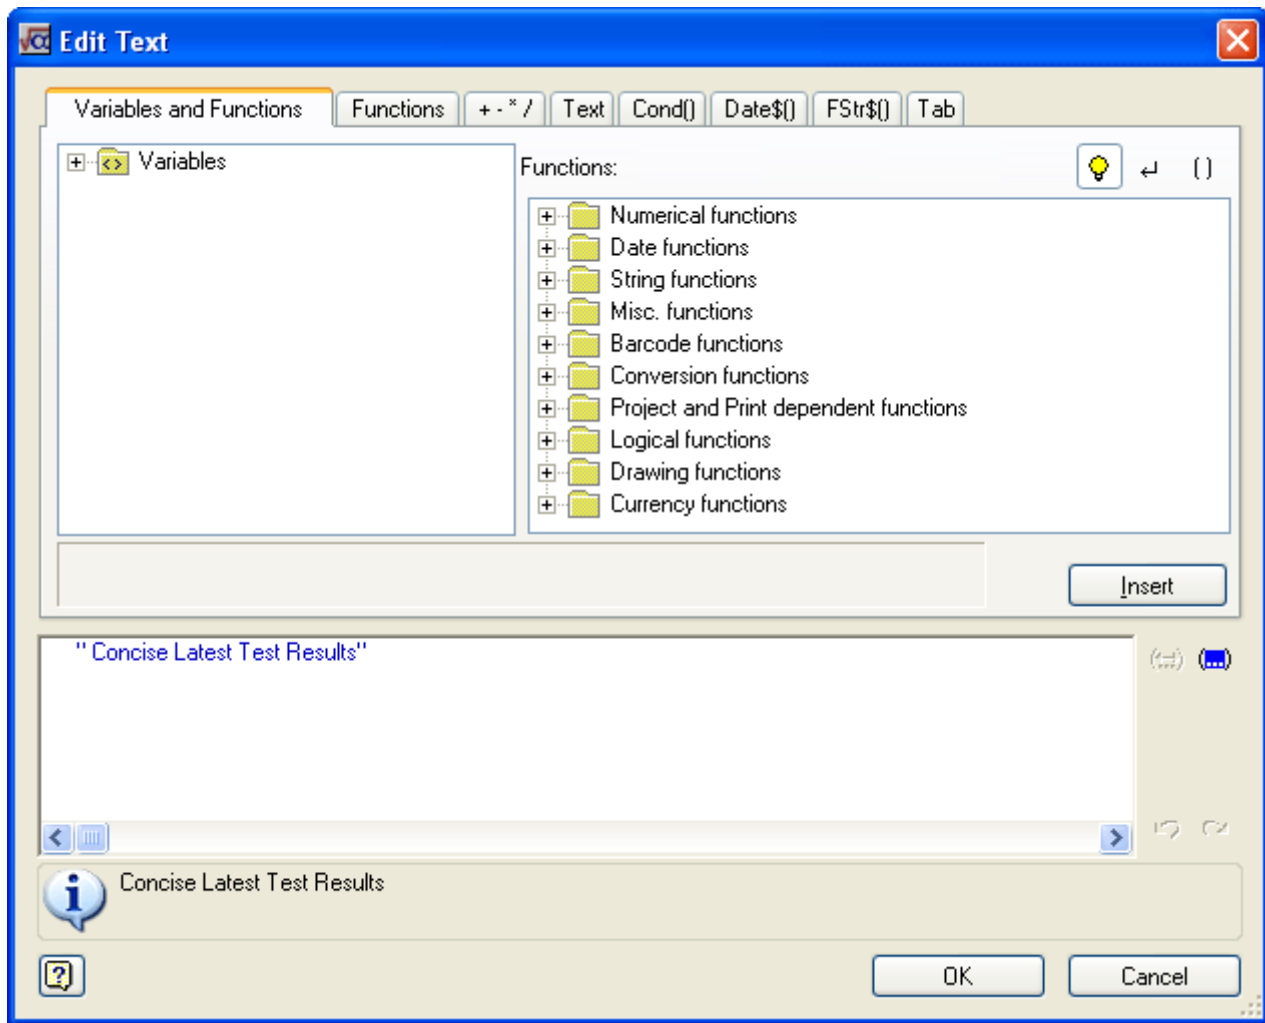 Edit Text
Variables and Functions Functions + - * / Text Cond() Date$() FStr$() Tab
Variables
Functions:
( )
Numerical functions
Date functions
String functions
Misc. functions
Barcode functions
Conversion functions
Project and Print dependent functions
Logical functions
Drawing functions
Currency functions
Insert
" Concise Latest Test Results"
Concise Latest Test Results
OK Cancel